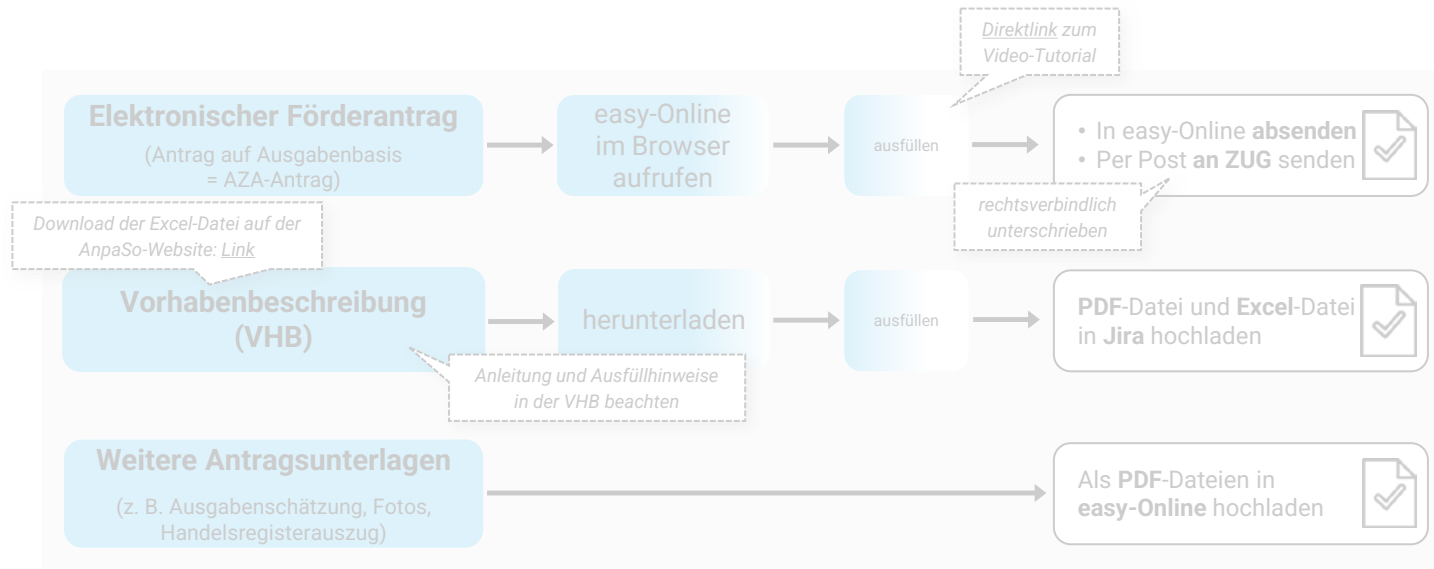 Direktlink zum
Video-Tutorial
Elektronischer Förderantrag
(Antrag auf Ausgabenbasis
= AZA-Antrag)
easy-Online
im Browser
aufrufen
ausfüllen
• In easy-Online absenden
• Per Post an ZUG senden
rechtsverbindlich
unterschrieben
Download der Excel-Datei auf der
AnpaSo-Website: Link
Vorhabenbeschreibung
(VHB)
herunterladen
ausfüllen
PDF-Datei und Excel-Datei
in Jira hochladen
Anleitung und Ausfüllhinweise
in der VHB beachten
Weitere Antragsunterlagen
(z. B. Ausgabenschätzung, Fotos,
Handelsregisterauszug)
Als PDF-Dateien in
easy-Online hochladen